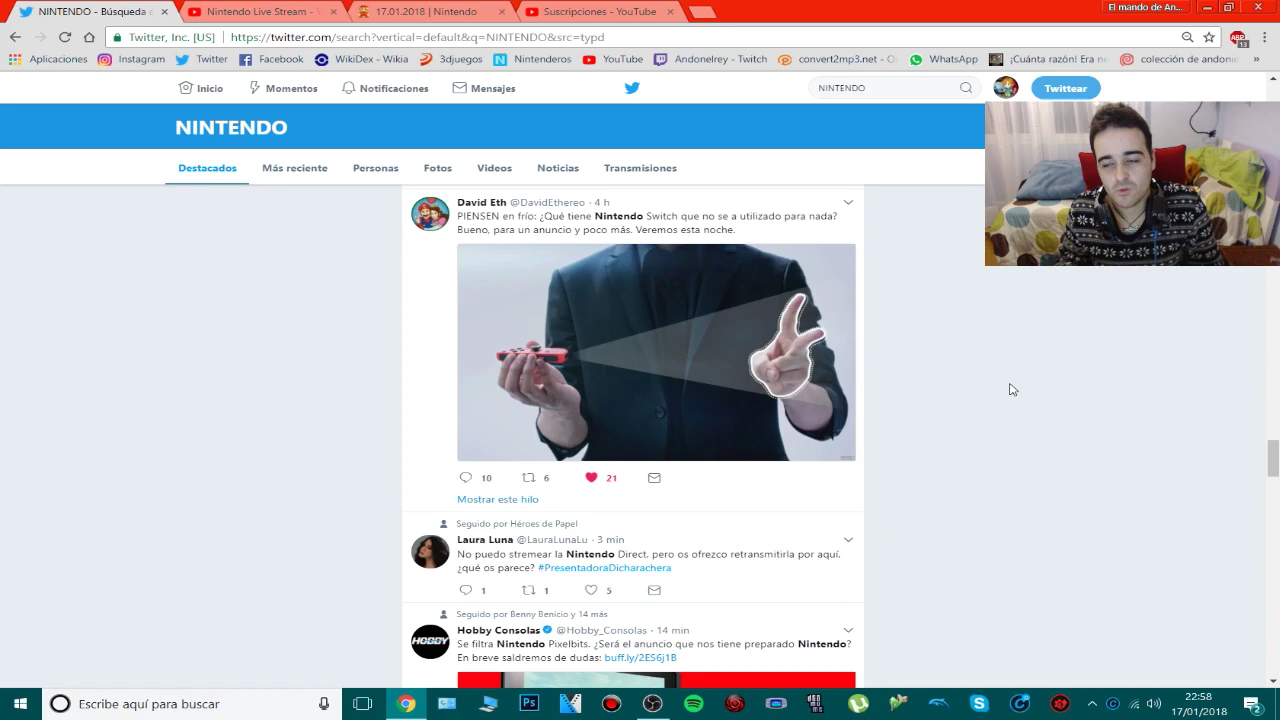 NINTENDO - Búsqueda c
Nintendo Live Stream - Y
17.01.2018 | Nintendo
Suscripciones - YouTube
El mando de An...
Twitter, Inc. [US]
https://twitter.com/search?vertical=default&q=NINTENDO&src=typd
ABP
13
Aplicaciones
Instagram
Twitter
Facebook
WikiDex - Wikia
3djuegos
Nintenderos
YouTube
Andonelrey - Twitch
convert2mp3.net - O
WhatsApp
¡Cuánta razón! Era ne
colección de andonie
»
Inicio
Momentos
Notificaciones
Mensajes
NINTENDO
Twittear
NINTENDO
Destacados
Más reciente
Personas
Fotos
Videos
Noticias
Transmisiones
David Eth @DavidEthereo · 4 h
PIENSEN en frío: ¿Qué tiene Nintendo Switch que no se a utilizado para nada?
Bueno, para un anuncio y poco más. Veremos esta noche.
10
6
21
Mostrar este hilo
Seguido por Héroes de Papel
Laura Luna @LauraLunaLu · 3 min
No puedo stremear la Nintendo Direct, pero os ofrezco retransmitirla por aquí,
¿qué os parece? #PresentadoraDicharachera
1
1
5
Seguido por Benny Benicio y 14 más
Hobby Consolas @Hobby_Consolas · 14 min
HOBBY
Se filtra Nintendo Pixelbits. ¿Será el anuncio que nos tiene preparado Nintendo?
En breve saldremos de dudas: buff.ly/2ES6j1B
Escribe aquí para buscar
Ps
22:58
17/01/2018
2